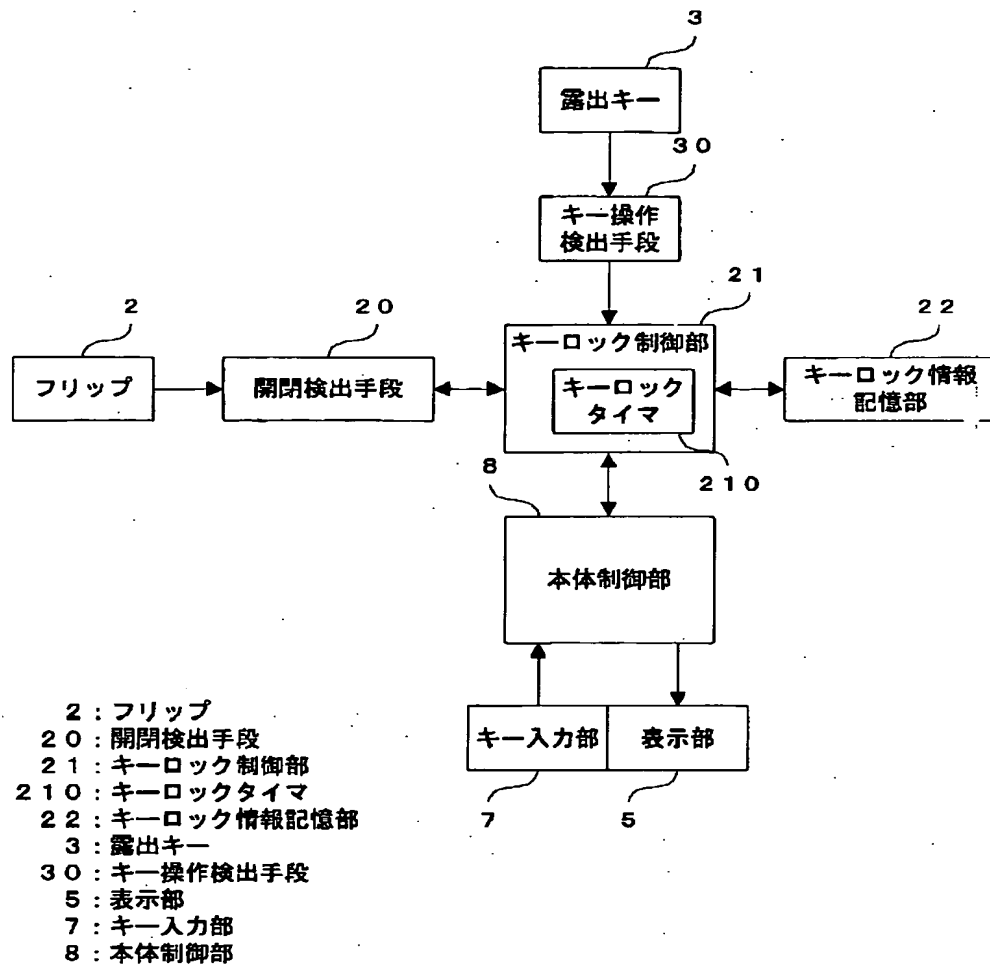 3
露出キー
30
キー操作
検出手段
2
20
21
22
フリップ
開閉検出手段
キーロック制御部
キーロック
タイマ
キーロック情報
記憶部
8
210
本体制御部
キー入力部
表示部
7
5
2：フリップ
20：開閉検出手段
21：キーロック制御部
210：キーロックタイマ
22：キーロック情報記憶部
3：露出キー
30：キー操作検出手段
5：表示部
7：キー入力部
8：本体制御部